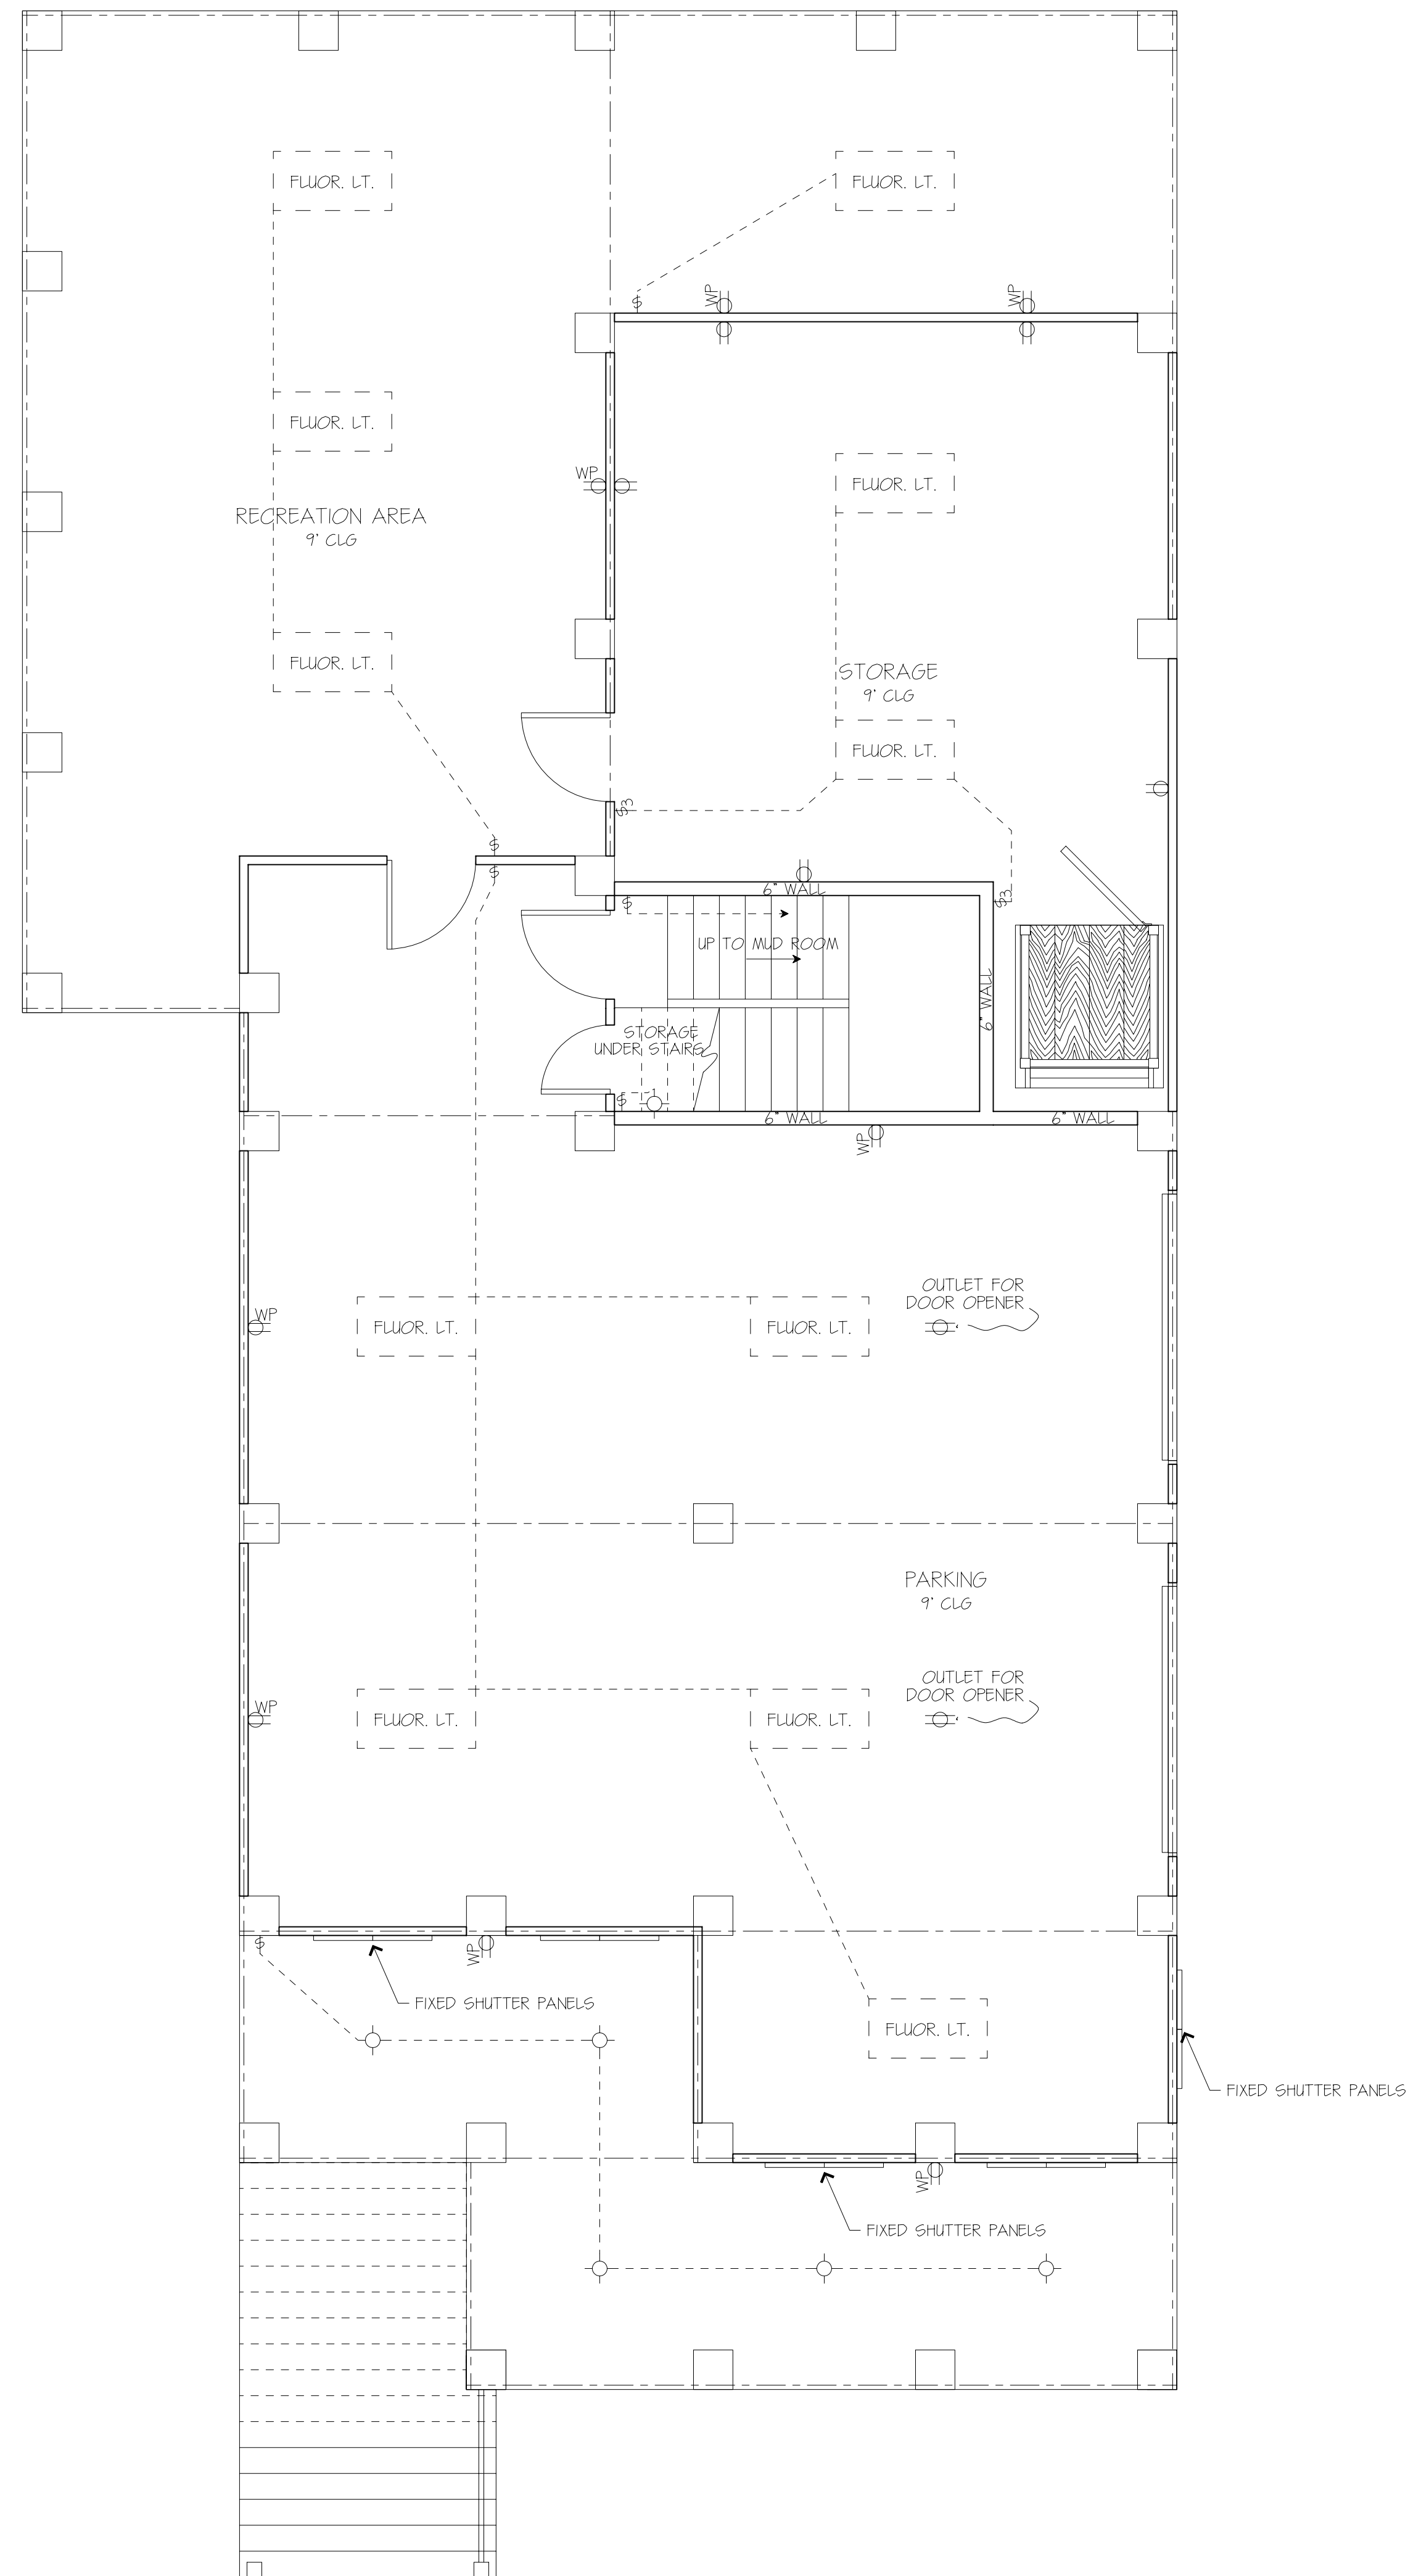 FLUOR. LT.
FLUOR. LT.
WP
WP
$
FLUOR. LT.
WP
FLUOR. LT.
RECREATION AREA
9' CLG
FLUOR. LT.
STORAGE
9' CLG
FLUOR. LT.
$3
$
$
6" WALL
$
$3
UP TO MUD ROOM
6" WALL
STORAGE
UNDER STAIRS
$
6" WALL
6" WALL
WP
OUTLET FOR
DOOR OPENER
WP
FLUOR. LT.
FLUOR. LT.
PARKING
9' CLG
OUTLET FOR
DOOR OPENER
WP
FLUOR. LT.
FLUOR. LT.
$
WP
FIXED SHUTTER PANELS
FLUOR. LT.
FIXED SHUTTER PANELS
WP
FIXED SHUTTER PANELS